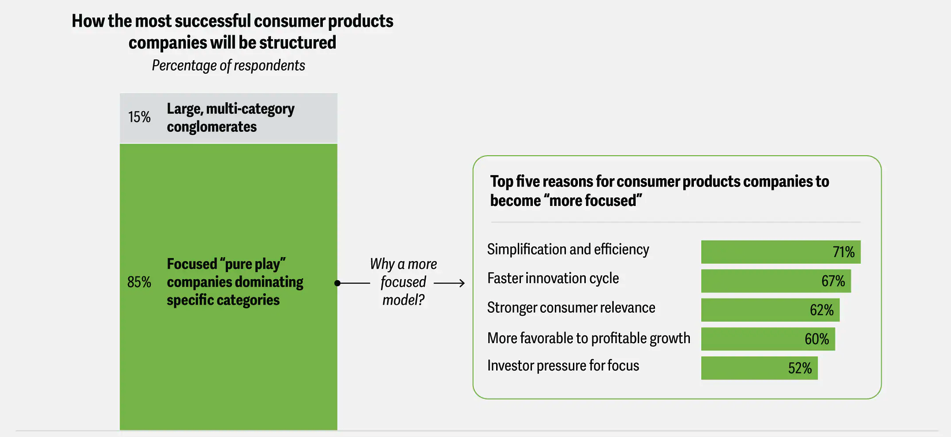 How the most successful consumer products
companies will be structured
Percentage of respondents
15%
Large, multi-category
conglomerates
85%
Focused “pure play”
companies dominating
specific categories
Why a more
focused
model?
Top five reasons for consumer products companies to
become “more focused”
Simplification and efficiency 71%
Faster innovation cycle 67%
Stronger consumer relevance 62%
More favorable to profitable growth 60%
Investor pressure for focus 52%